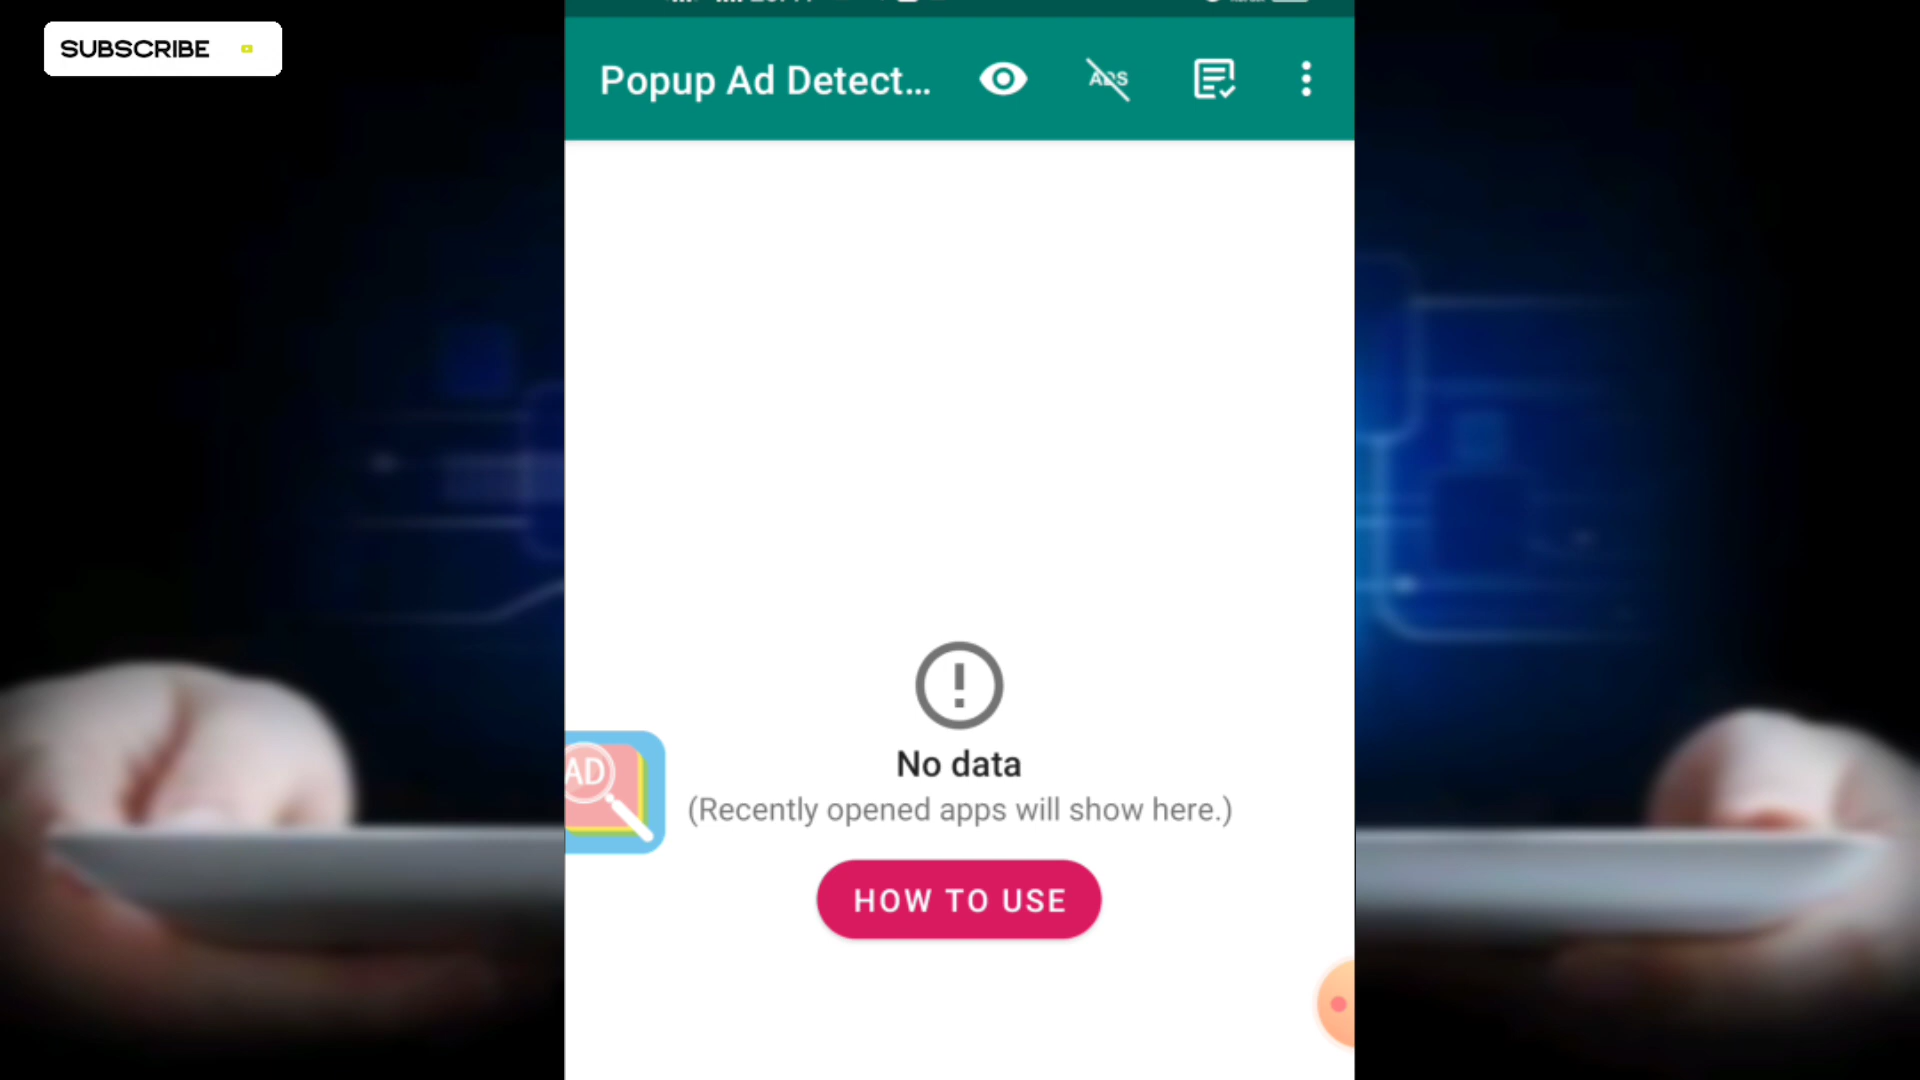 SUBSCRIBE
Popup Ad Detect...
ADS
No data
(Recently opened apps will show here.)
AD
HOW TO USE